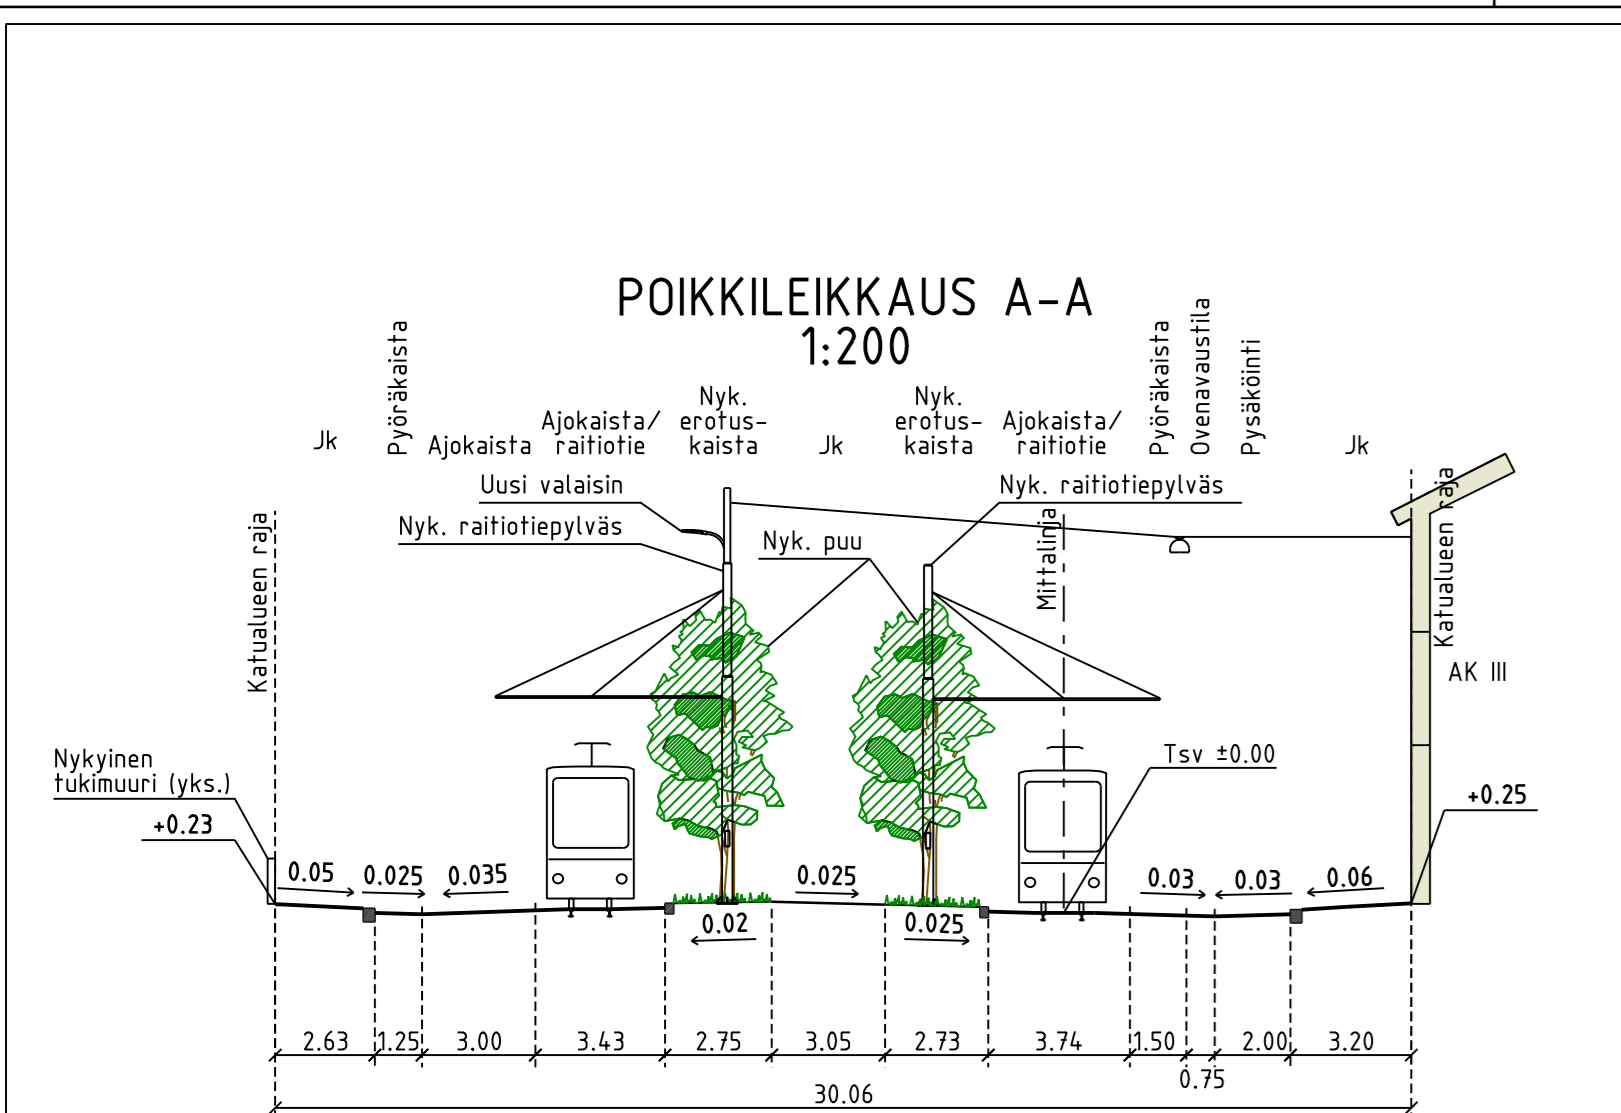 POIKKILEIKKAUS A-A
1:200
Jk
Pyöräkaista
Ajokaista
Ajokaista/
raitiotie
Nyk.
erotus-
kaista
Jk
Nyk.
erotus-
kaista
Ajokaista/
raitiotie
Pyöräkaista
Ovenavaustila
Pysäköinti
Jk
Uusi valaisin
Nyk. raitiotiepylväs
Nyk. puu
Nyk. raitiotiepylväs
Katualueen raja
Mittalinja
Katualueen raja
AK III
Nykyinen
tukimuuri (yks.)
+0.23
Tsv ±0.00
+0.25
0.05
0.025
0.035
0.025
0.03
0.03
0.06
0.02
0.025
2.63
1.25
3.00
3.43
2.75
3.05
2.73
3.74
1.50
0.75
2.00
3.20
30.06